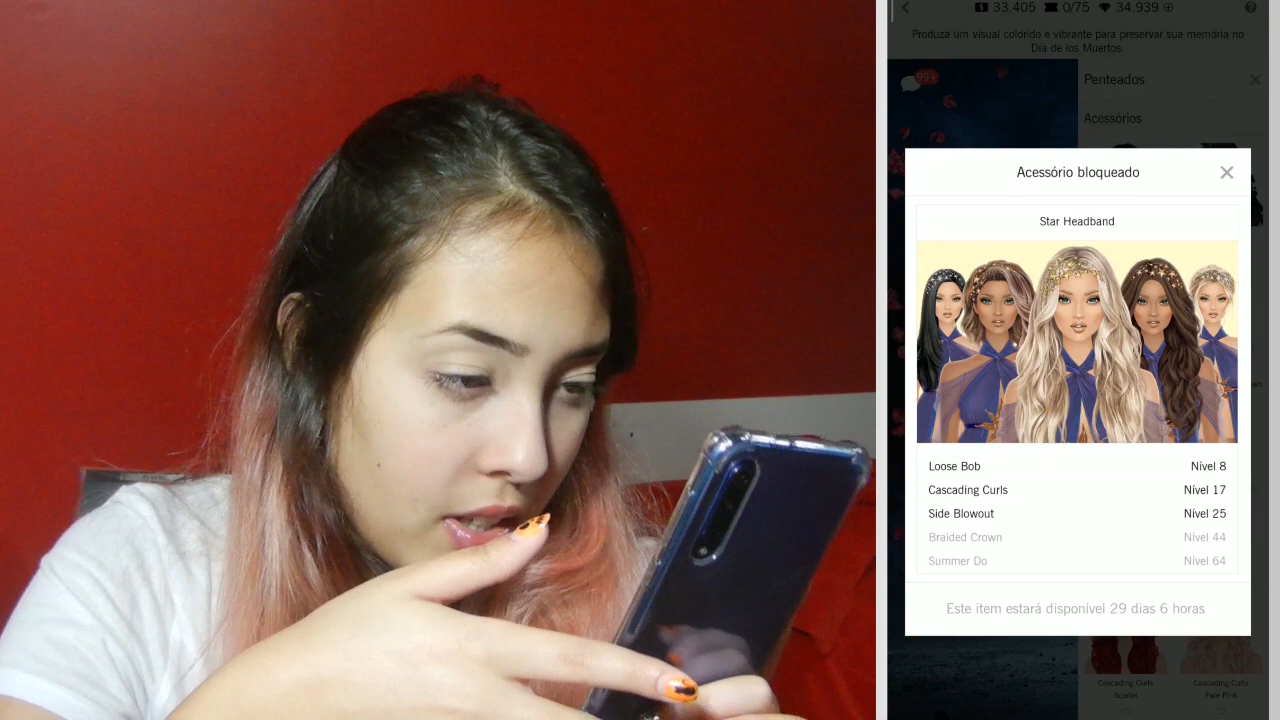 33.405 0/75 34.939
Produza um visual colorido e vibrante para preservar sua memória no
Día de los Muertos.
99+
Penteados
Acessórios
Acessório bloqueado
Star Headband
Loose Bob Nível 8
Cascading Curls Nível 17
Side Blowout Nível 25
Braided Crown Nível 44
Summer Do Nível 64
Este item estará disponível 29 dias 6 horas
Cascading Curls Cascading Curls
Scarlet Pale Pink